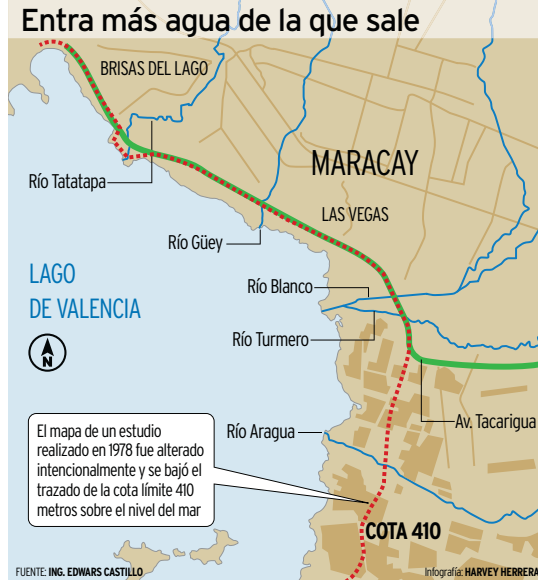 Entra más agua de la que sale
BRISAS DEL LAGO
MARACAY
Río Tatatapa
LAS VEGAS
Río Güey
LAGO
DE VALENCIA
Río Blanco
N
Río Turmero
El mapa de un estudio
realizado en 1978 fue alterado
intencionalmente y se bajó el
trazado de la cota límite 410
metros sobre el nivel del mar
Río Aragua
Av. Tacarigua
COTA 410
FUENTE: ING. EDWARS CASTILLO
Infografía: HARVEY HERRERA